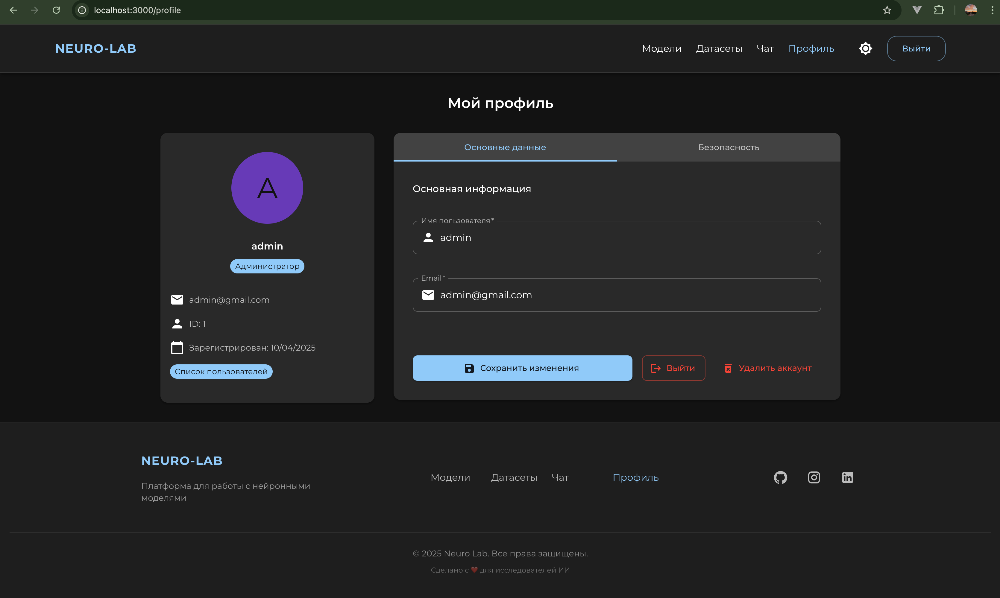 localhost:3000/profile
NEURO-LAB
Модели Датасеты Чат Профиль Выйти
Мой профиль
A
admin
Администратор
admin@gmail.com
ID: 1
Зарегистрирован: 10/04/2025
Список пользователей
Основные данные Безопасность
Основная информация
Имя пользователя*
admin
Email*
admin@gmail.com
Сохранить изменения Выйти Удалить аккаунт
NEURO-LAB
Платформа для работы с нейронными
моделями
Модели Датасеты Чат Профиль
© 2025 Neuro Lab. Все права защищены.
Сделано с ❤️ для исследователей ИИ